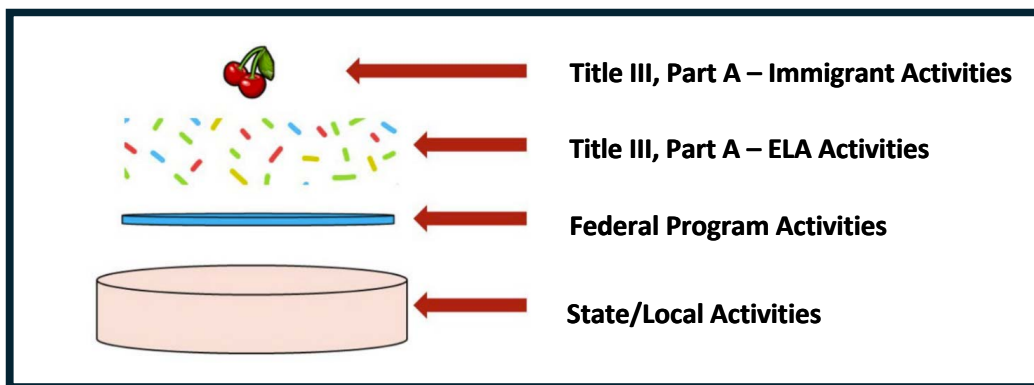 Title III, Part A – Immigrant Activities
Title III, Part A – ELA Activities
Federal Program Activities
State/Local Activities